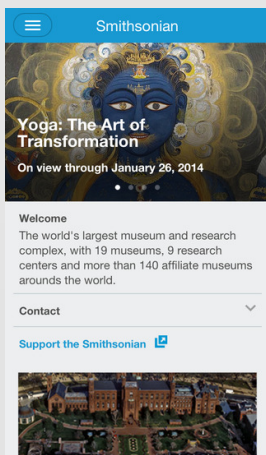 Smithsonian
Yoga: The Art of
Transformation
On view through January 26, 2014
Welcome
The world's largest museum and research
complex, with 19 museums, 9 research
centers and more than 140 affiliate museums
arounds the world.
Contact
Support the Smithsonian